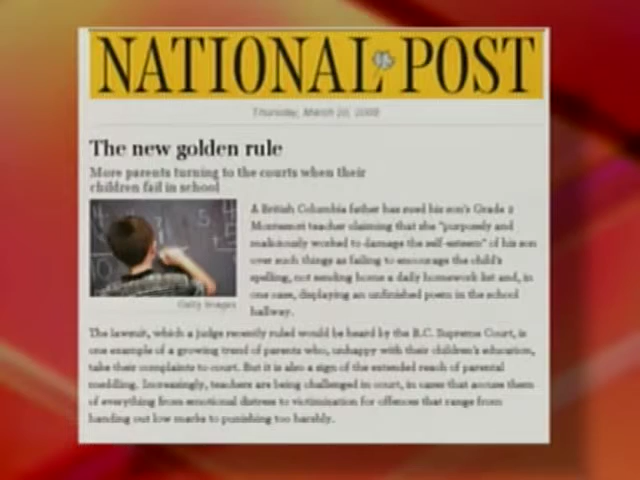 NATIONAL POST
Thursday, March 20, 2008
The new golden rule
More parents turning to the courts when their
children fail in school
A British Columbia father has sued his son's Grade 2
Montessori teacher claiming that she "purposely and
maliciously worked to damage the self-esteem" of his son
over such things as failing to encourage the child's
spelling, not sending home a daily homework list and, in
one case, displaying an unfinished poem in the school
hallway.
Getty Images
The lawsuit, which a judge recently ruled would be heard by the B.C. Supreme Court, is
one example of a growing trend of parents who, unhappy with their children's education,
take their complaints to court. But it is also a sign of the extended reach of parental
meddling. Increasingly, teachers are being challenged in court, in cases that accuse them
of everything from emotional distress to victimization for offences that range from
handing out low marks to punishing too harshly.